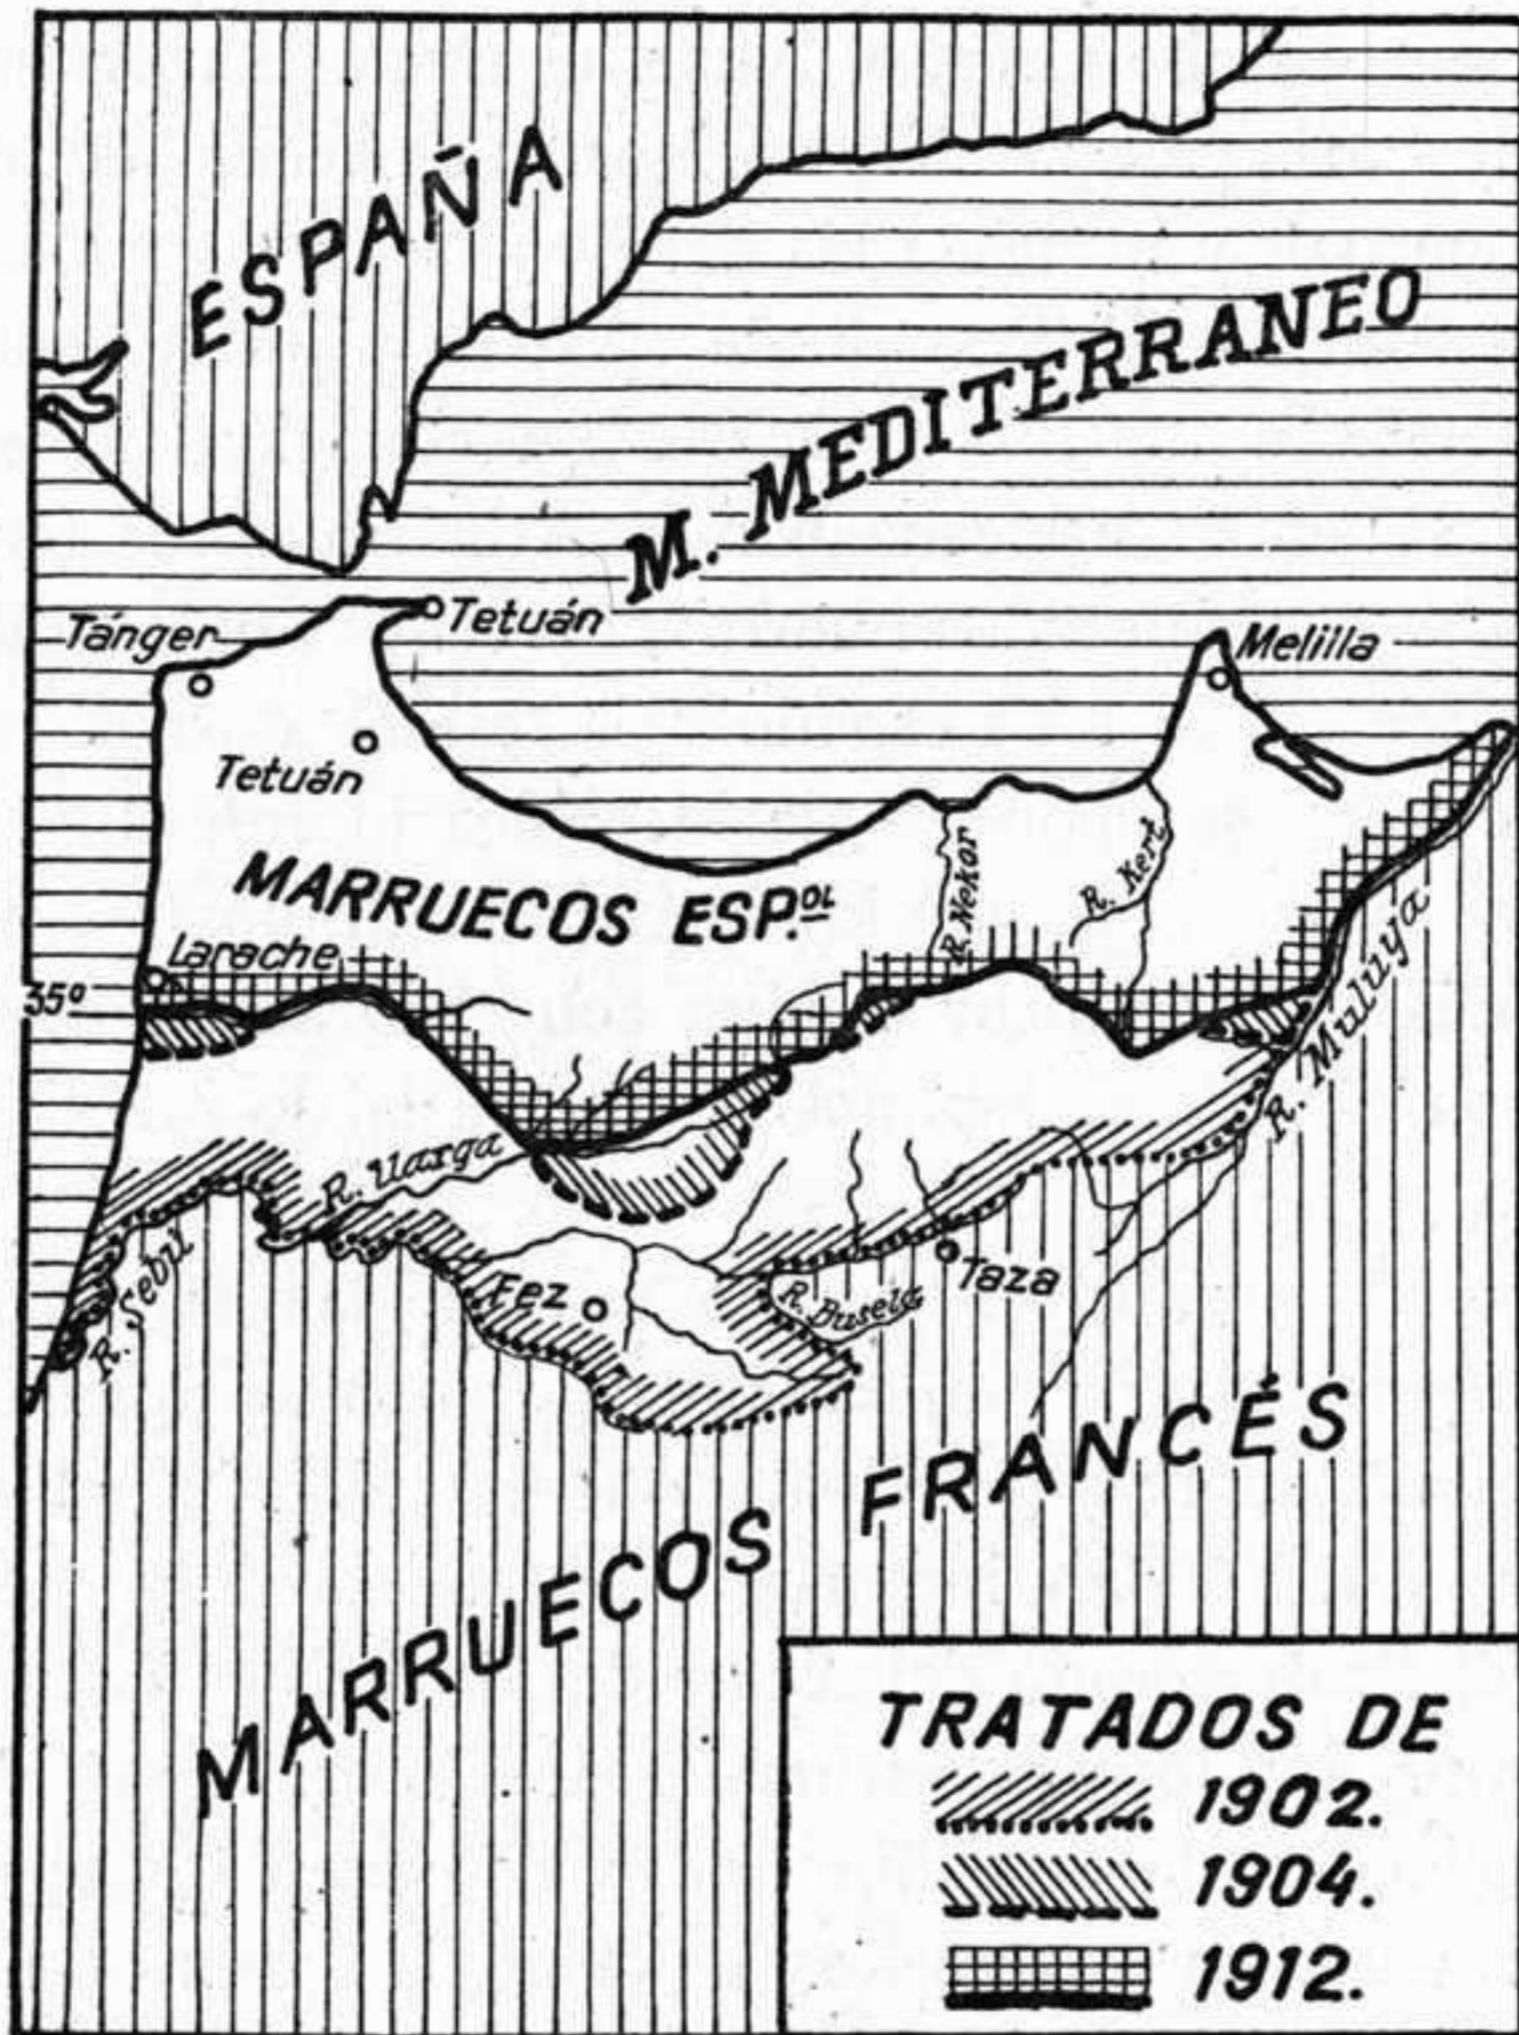 ESPAÑA
M. MEDITERRANEO
Tánger
Tetuán
Melilla
Tetuán
MARRUECOS ESP.OL
R. Nekor
R. Kert
Larache
35º
R. Muluya
R. Uarga
R. Sebú
Fez
Taza
R. Buscla
MARRUECOS FRANCÉS
TRATADOS DE
1902.
1904.
1912.